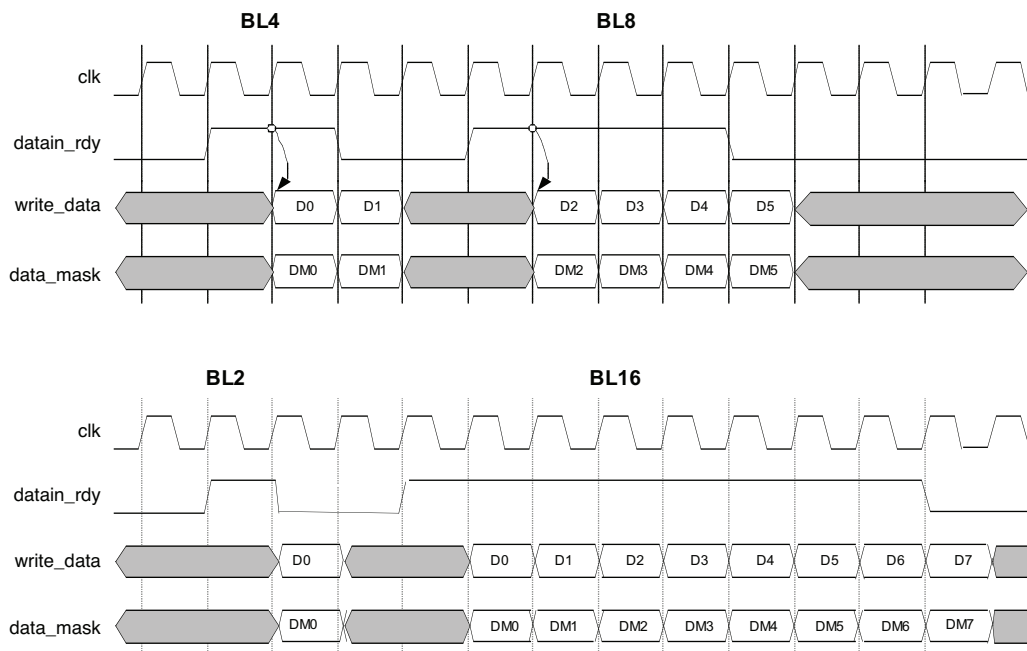 BL4 BL8
clk
datain_rdy
write_data D0 D1 D2 D3 D4 D5
data_mask DM0 DM1 DM2 DM3 DM4 DM5
BL2 BL16
clk
datain_rdy
write_data D0 D0 D1 D2 D3 D4 D5 D6 D7
data_mask DM0 DM0 DM1 DM2 DM3 DM4 DM5 DM6 DM7